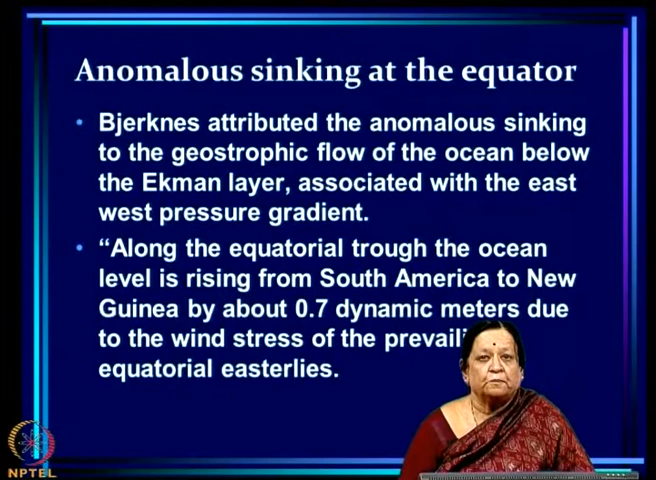 Anomalous sinking at the equator
• Bjerknes attributed the anomalous sinking
to the geostrophic flow of the ocean below
the Ekman layer, associated with the east
west pressure gradient.
• “Along the equatorial trough the ocean
level is rising from South America to New
Guinea by about 0.7 dynamic meters due
to the wind stress of the
equatorial easterlies.
NPTEL